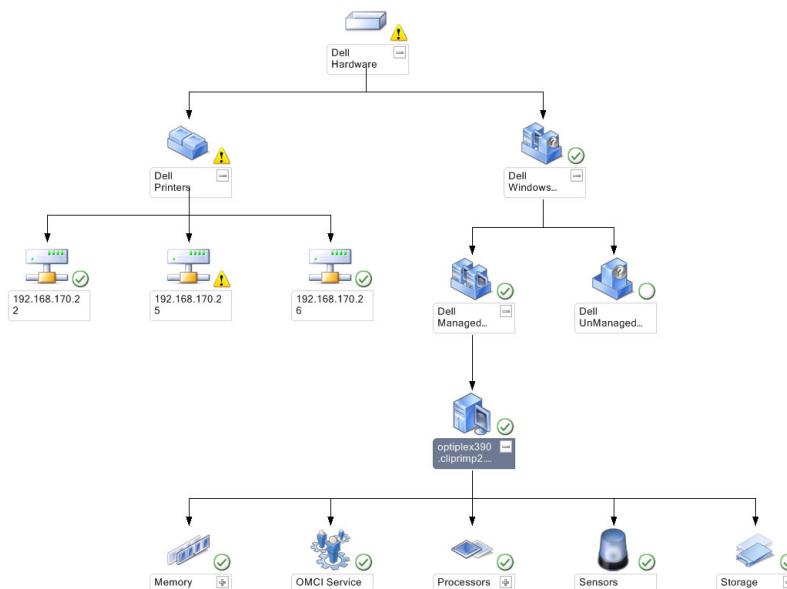 Dell
Hardware
Dell
Printers
Dell
Windows...
192.168.170.2
2
192.168.170.2
5
192.168.170.2
6
Dell
Managed...
Dell
UnManaged...
optiplex390
.cliprimp2....
Memory
OMCI Service
Processors
Sensors
Storage